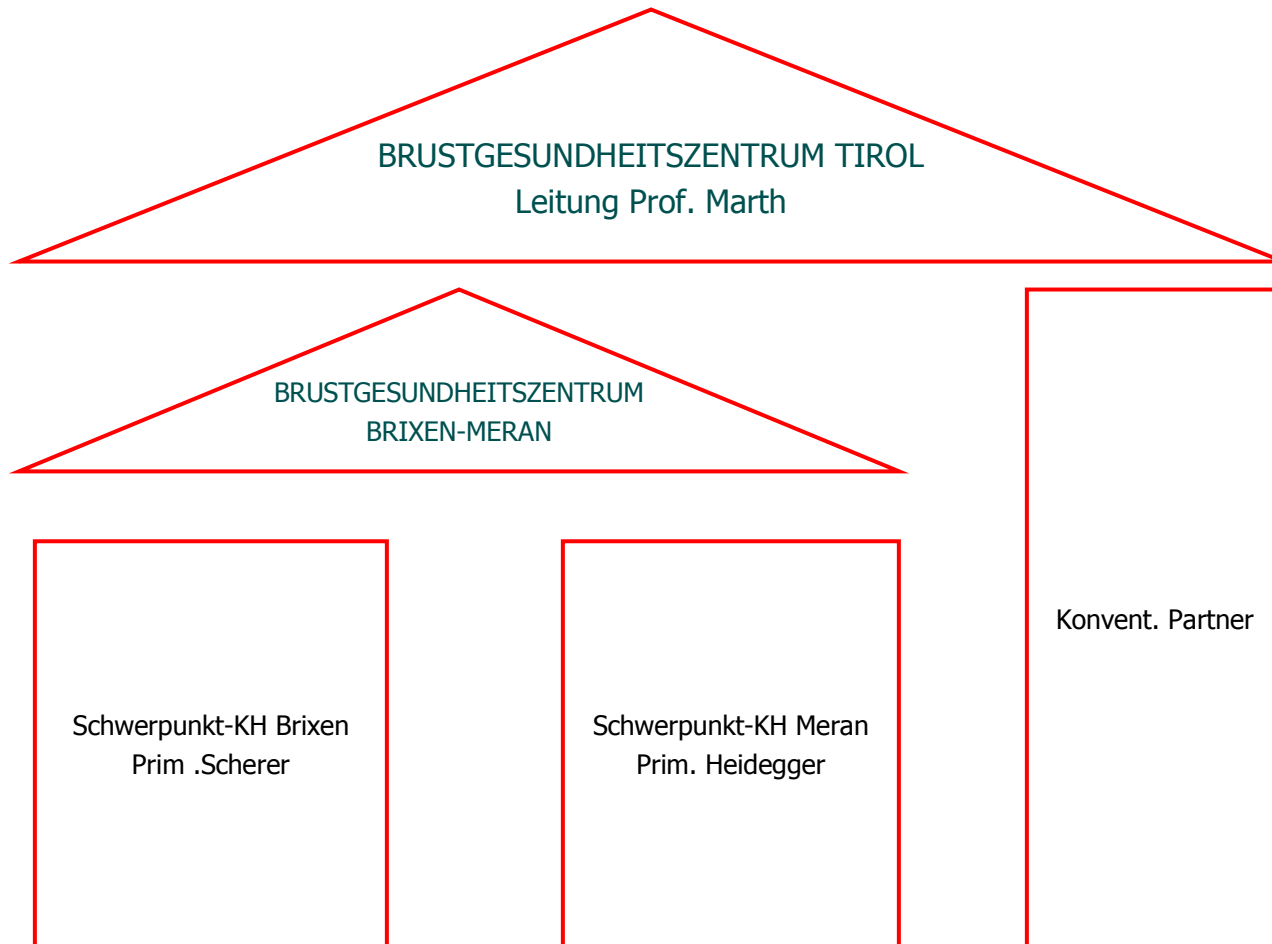 BRUSTGESUNDHEITSZENTRUM TIROL
Leitung Prof. Marth
BRUSTGESUNDHEITSZENTRUM
BRIXEN-MERAN
Konvent. Partner
Schwerpunkt-KH Brixen
Prim .Scherer
Schwerpunkt-KH Meran
Prim. Heidegger